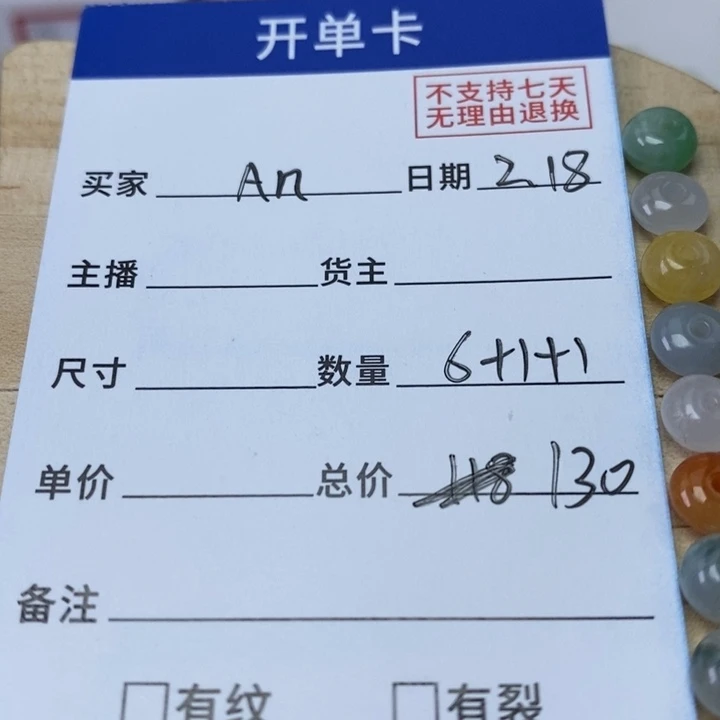 开单卡
不支持七天
无理由退换
买家 An 日期 2.18
主播 货主
尺寸 数量 6+1+1
单价 总价 118 130
备注
有纹 有裂